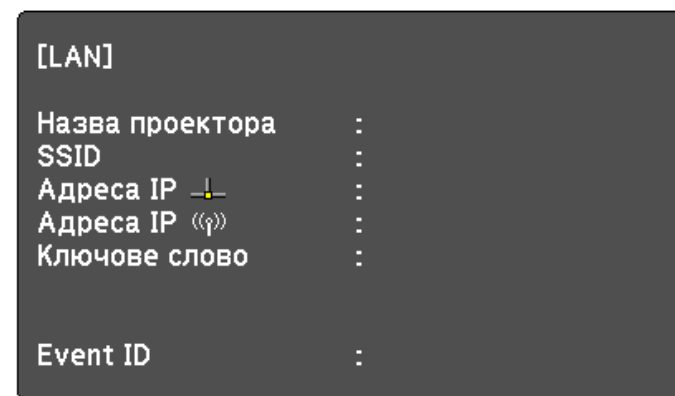 [LAN]
Назва проектора :
SSID :
Адреса IP :
Адреса IP :
Ключове слово :
Event ID :